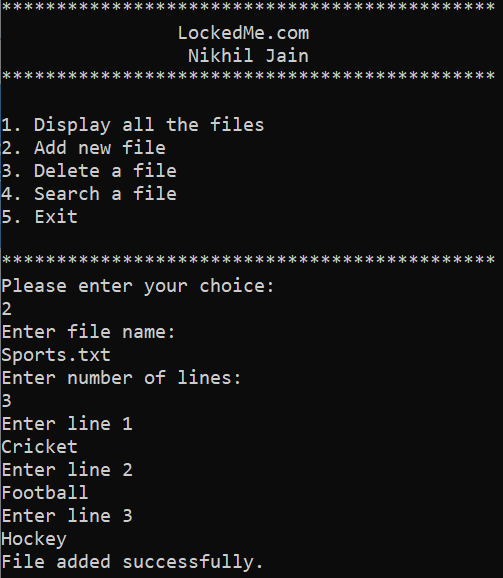 *********************************************
LockedMe.com
Nikhil Jain
*********************************************
1. Display all the files
2. Add new file
3. Delete a file
4. Search a file
5. Exit
*********************************************
Please enter your choice:
2
Enter file name:
Sports.txt
Enter number of lines:
3
Enter line 1
Cricket
Enter line 2
Football
Enter line 3
Hockey
File added successfully.